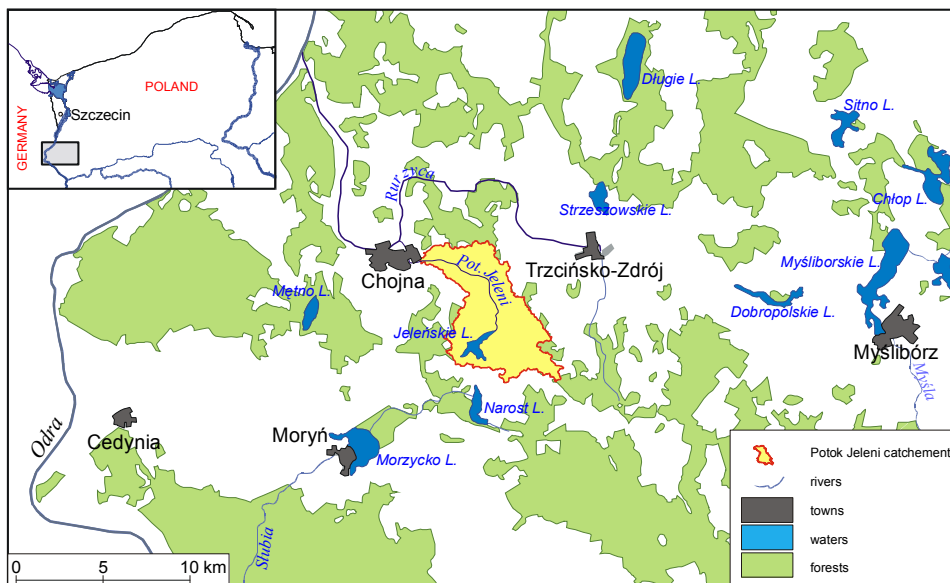 POLAND
GERMANY
Szczecin
Długie L.
Sitno L.
Rurzyca
Strzeszowskie L.
Chłop L.
Chojna
Pot. Jeleni
Trzcińsko-Zdrój
Myśliborskie L.
Mętno L.
Dobropolskie L.
Jeleńskie L.
Myślibórz
Myśla
Narost L.
Odra
Cedynia
Moryń
Morzycko L.
Słubia
Potok Jeleni catchement
rivers
towns
waters
forests
0 5 10 km